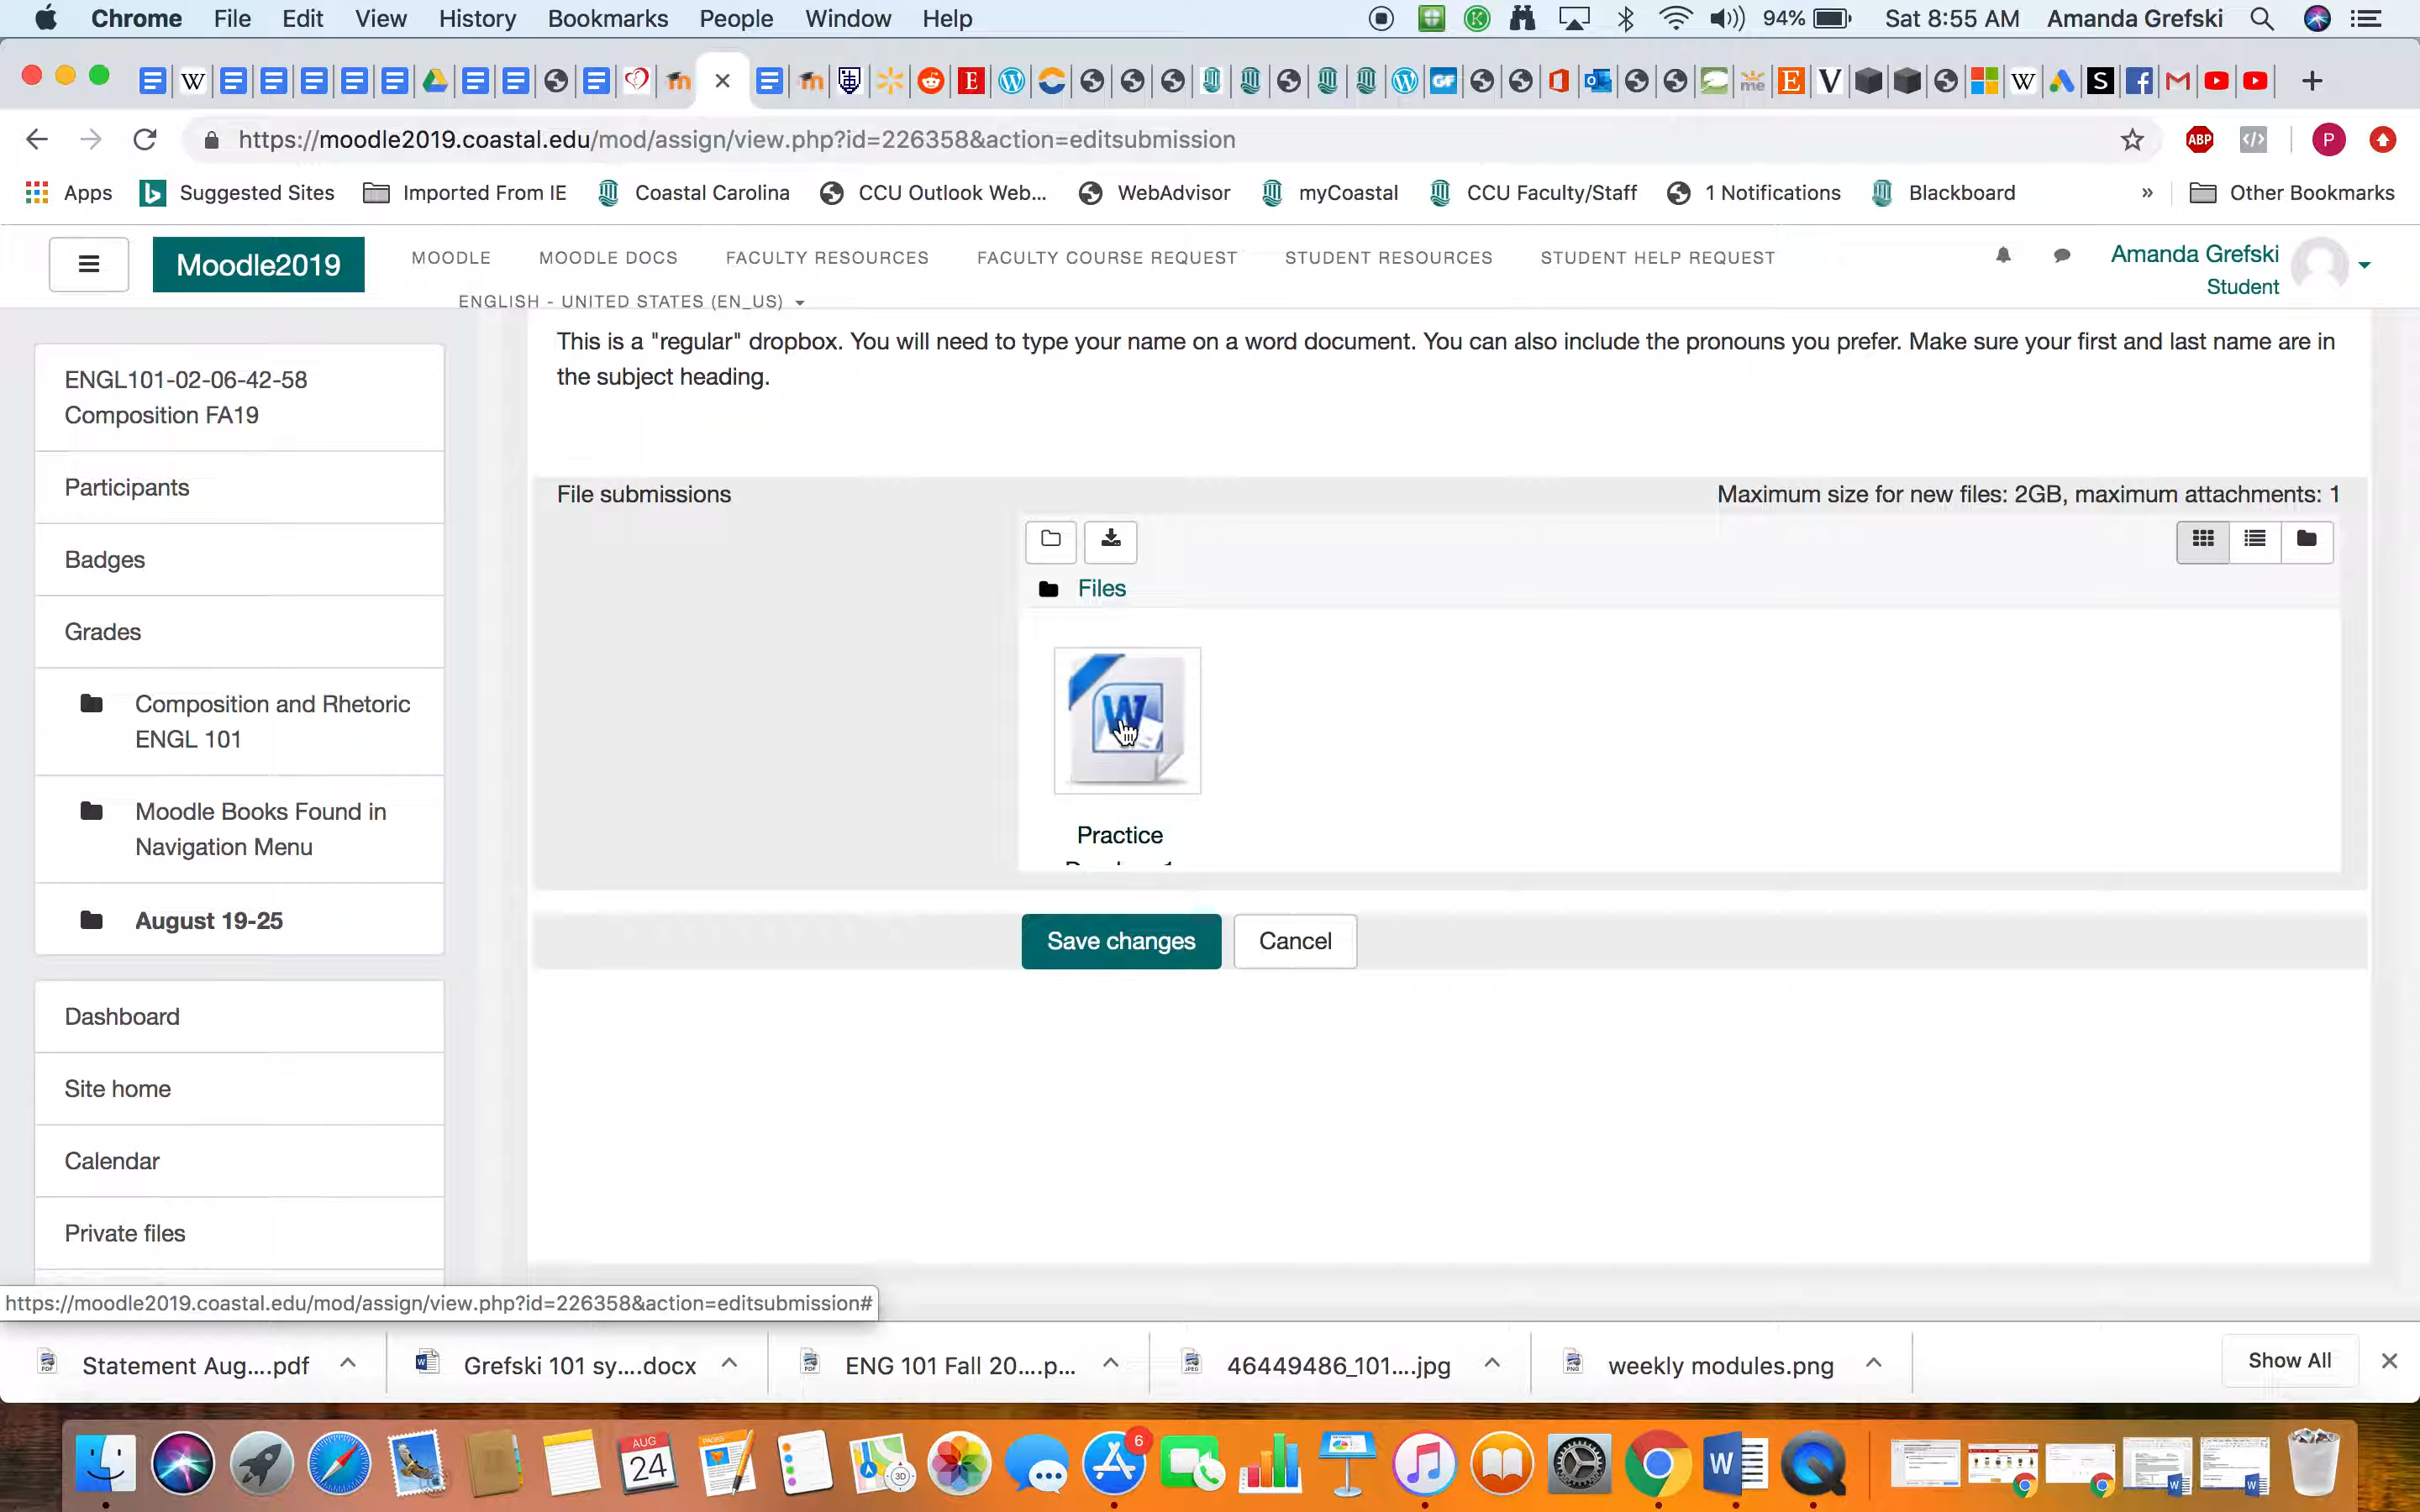 Chrome File Edit View History Bookmarks People Window Help 94% Sat 8:55 AM Amanda Grefski
https://moodle2019.coastal.edu/mod/assign/view.php?id=226358&action=editsubmission
ABP P
Apps Suggested Sites Imported From IE Coastal Carolina CCU Outlook Web... WebAdvisor myCoastal CCU Faculty/Staff 1 Notifications Blackboard » Other Bookmarks
Moodle2019 MOODLE MOODLE DOCS FACULTY RESOURCES FACULTY COURSE REQUEST STUDENT RESOURCES STUDENT HELP REQUEST Amanda Grefski
Student
ENGLISH - UNITED STATES (EN_US)
This is a "regular" dropbox. You will need to type your name on a word document. You can also include the pronouns you prefer. Make sure your first and last name are in
the subject heading.
ENGL101-02-06-42-58
Composition FA19
Participants
Badges
Grades
Composition and Rhetoric
ENGL 101
Moodle Books Found in
Navigation Menu
August 19-25
Dashboard
Site home
Calendar
Private files
File submissions
Maximum size for new files: 2GB, maximum attachments: 1
Files
Practice
Save changes Cancel
https://moodle2019.coastal.edu/mod/assign/view.php?id=226358&action=editsubmission#
Statement Aug....pdf Grefski 101 sy....docx ENG 101 Fall 20....p... 46449486_101....jpg weekly modules.png Show All
AUG
24
PAGES
3D
6
W